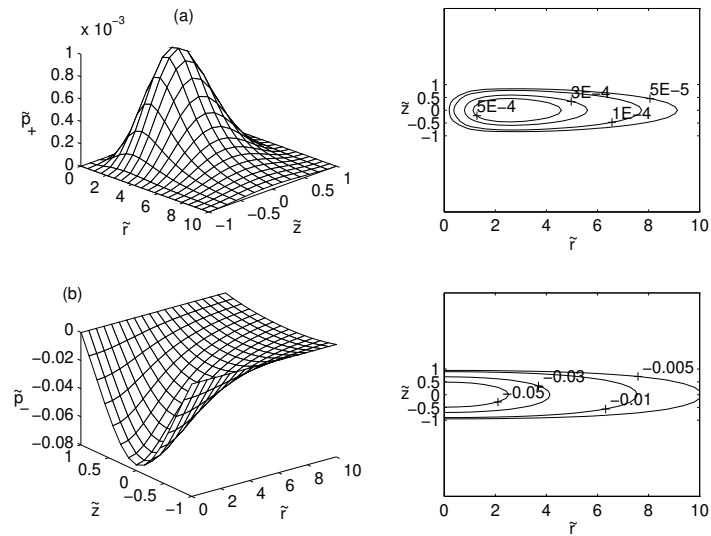 (a)
x 10⁻³
1
0.8
0.6
0.4
0.2
0
p̃₊
0 2 4 6 8 10
r̃
−1 −0.5 0 0.5 1
z̃
1
0.5
0
−0.5
−1
z̃
5E−4
3E−4
5E−5
1E−4
0 2 4 6 8 10
r̃
(b)
0
−0.02
−0.04
−0.06
−0.08
p̃₋
1 0.5 0 −0.5 −1
z̃
0 2 4 6 8 10
r̃
1
0.5
0
−0.5
−1
z̃
−0.005
−0.03
−0.05
−0.01
0 2 4 6 8 10
r̃